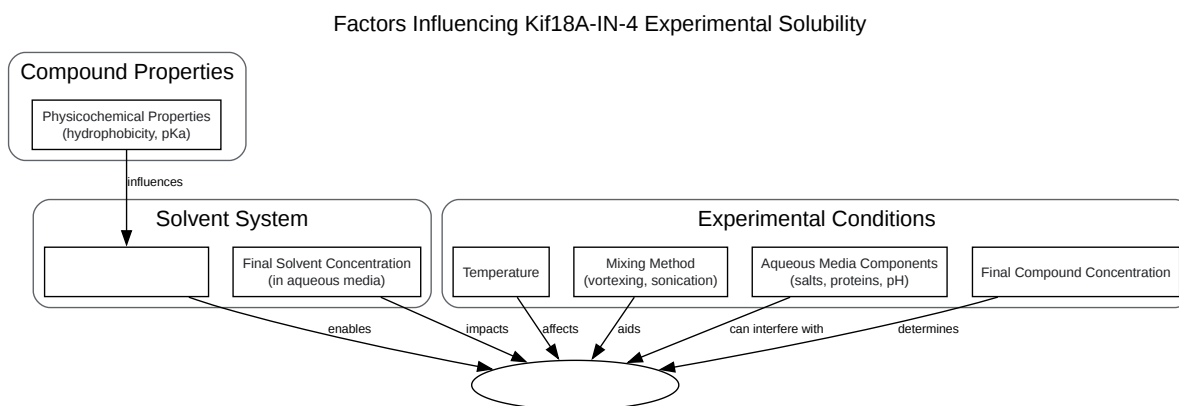 Factors Influencing Kif18A-IN-4 Experimental Solubility
Compound Properties
Physicochemical Properties
(hydrophobicity, pKa)
influences
Solvent System
Experimental Conditions
Final Solvent Concentration
(in aqueous media)
Temperature
Mixing Method
(vortexing, sonication)
Aqueous Media Components
(salts, proteins, pH)
Final Compound Concentration
enables
impacts
affects
aids
can interfere with
determines